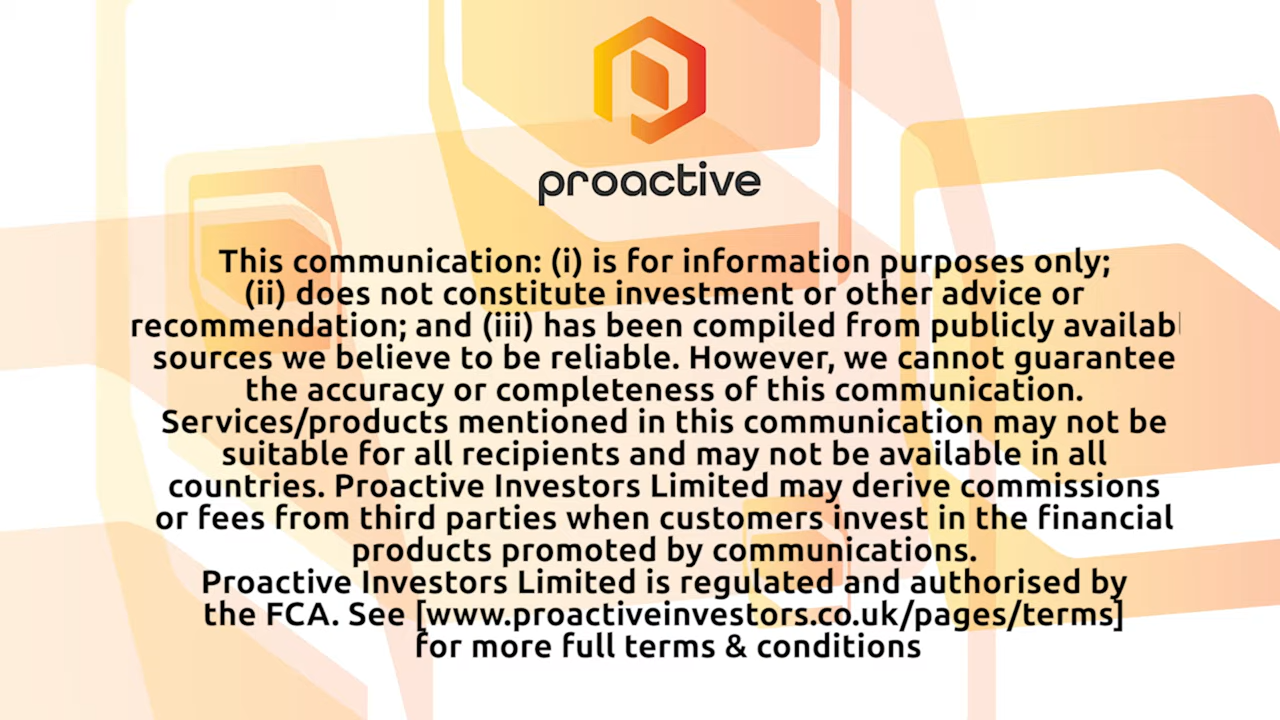 proactive
This communication: (i) is for information purposes only;
(ii) does not constitute investment or other advice or
recommendation; and (iii) has been compiled from publicly availabl
sources we believe to be reliable. However, we cannot guarantee
the accuracy or completeness of this communication.
Services/products mentioned in this communication may not be
suitable for all recipients and may not be available in all
countries. Proactive Investors Limited may derive commissions
or fees from third parties when customers invest in the financial
products promoted by communications.
Proactive Investors Limited is regulated and authorised by
the FCA. See [www.proactiveinvestors.co.uk/pages/terms]
for more full terms & conditions